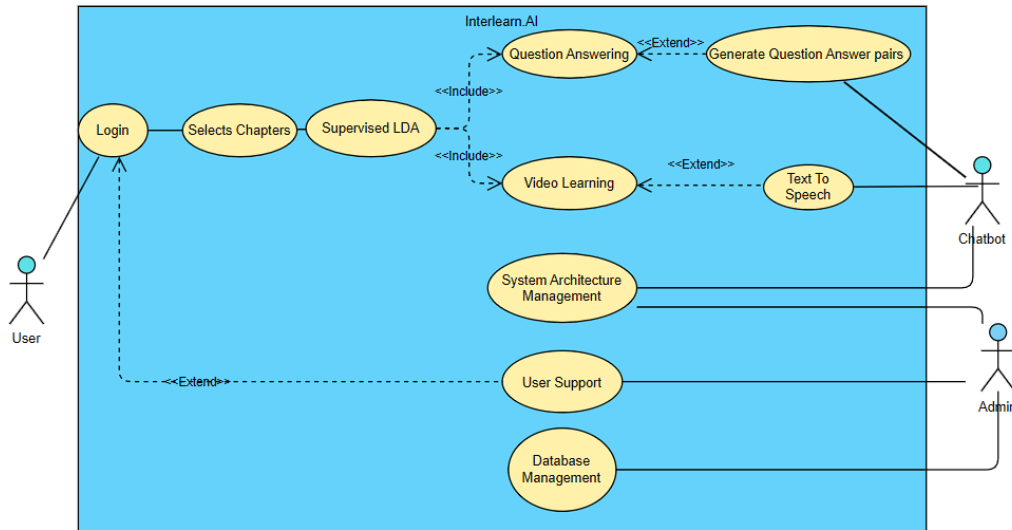 Interlearn.AI
Question Answering
<<Extend>>
Generate Question Answer pairs
<<Include>>
Login
Selects Chapters
Supervised LDA
<<Include>>
<<Extend>>
Video Learning
Text To
Speech
Chatbot
System Architecture
Management
User
<<Extend>>
User Support
Admin
Database
Management